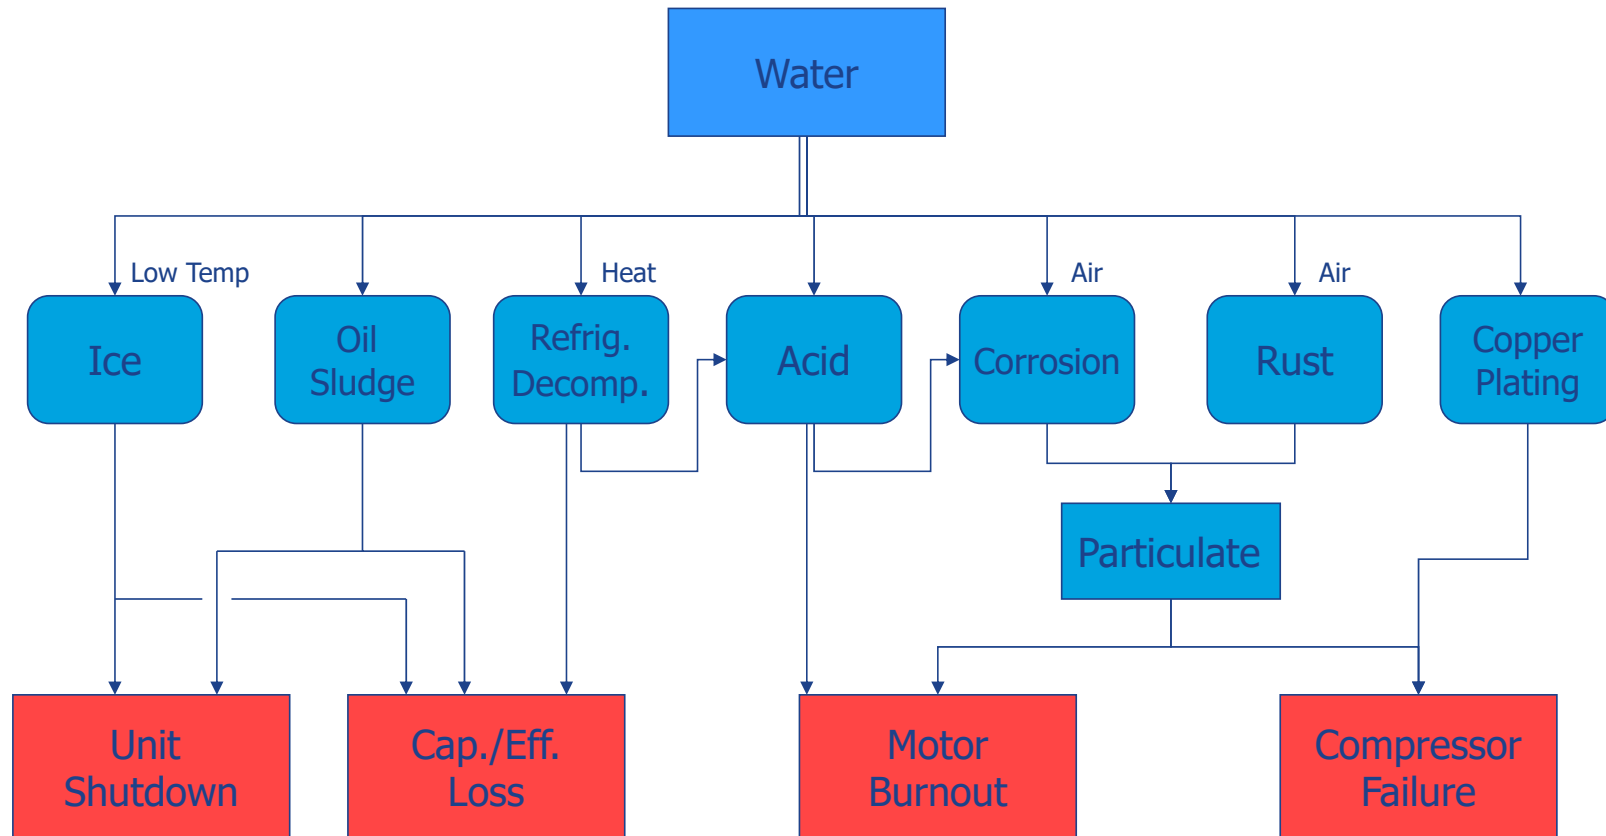 Water
Low Temp
Heat
Air
Air
Ice
Oil
Sludge
Refrig.
Decomp.
Acid
Corrosion
Rust
Copper
Plating
Particulate
Unit
Shutdown
Cap./Eff.
Loss
Motor
Burnout
Compressor
Failure